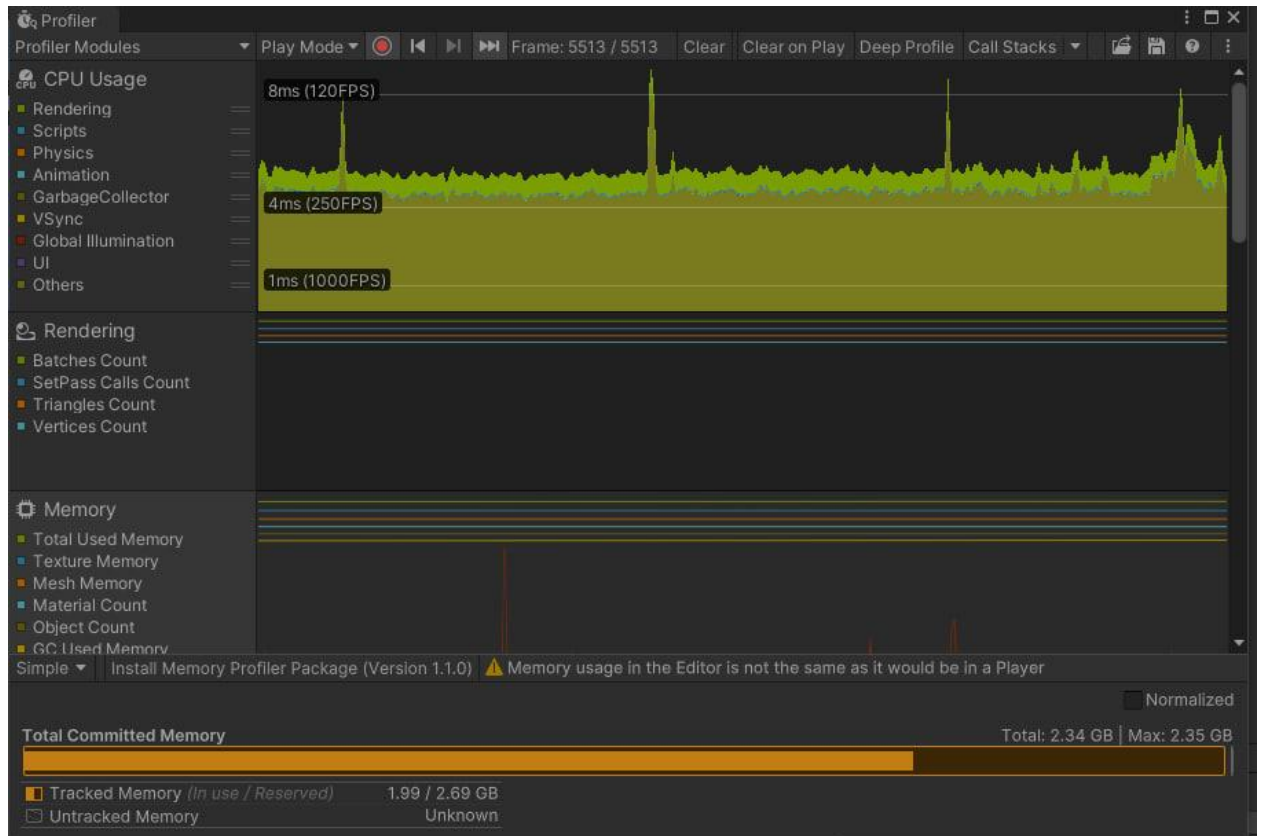 Profiler
Profiler Modules Play Mode Frame: 5513 / 5513 Clear Clear on Play Deep Profile Call Stacks
CPU Usage
Rendering
Scripts
Physics
Animation
GarbageCollector
VSync
Global Illumination
UI
Others
8ms (120FPS)
4ms (250FPS)
1ms (1000FPS)
Rendering
Batches Count
SetPass Calls Count
Triangles Count
Vertices Count
Memory
Total Used Memory
Texture Memory
Mesh Memory
Material Count
Object Count
GC Used Memory
Simple Install Memory Profiler Package (Version 1.1.0) Memory usage in the Editor is not the same as it would be in a Player
Normalized
Total Committed Memory Total: 2.34 GB | Max: 2.35 GB
Tracked Memory (In use / Reserved) 1.99 / 2.69 GB
Untracked Memory Unknown